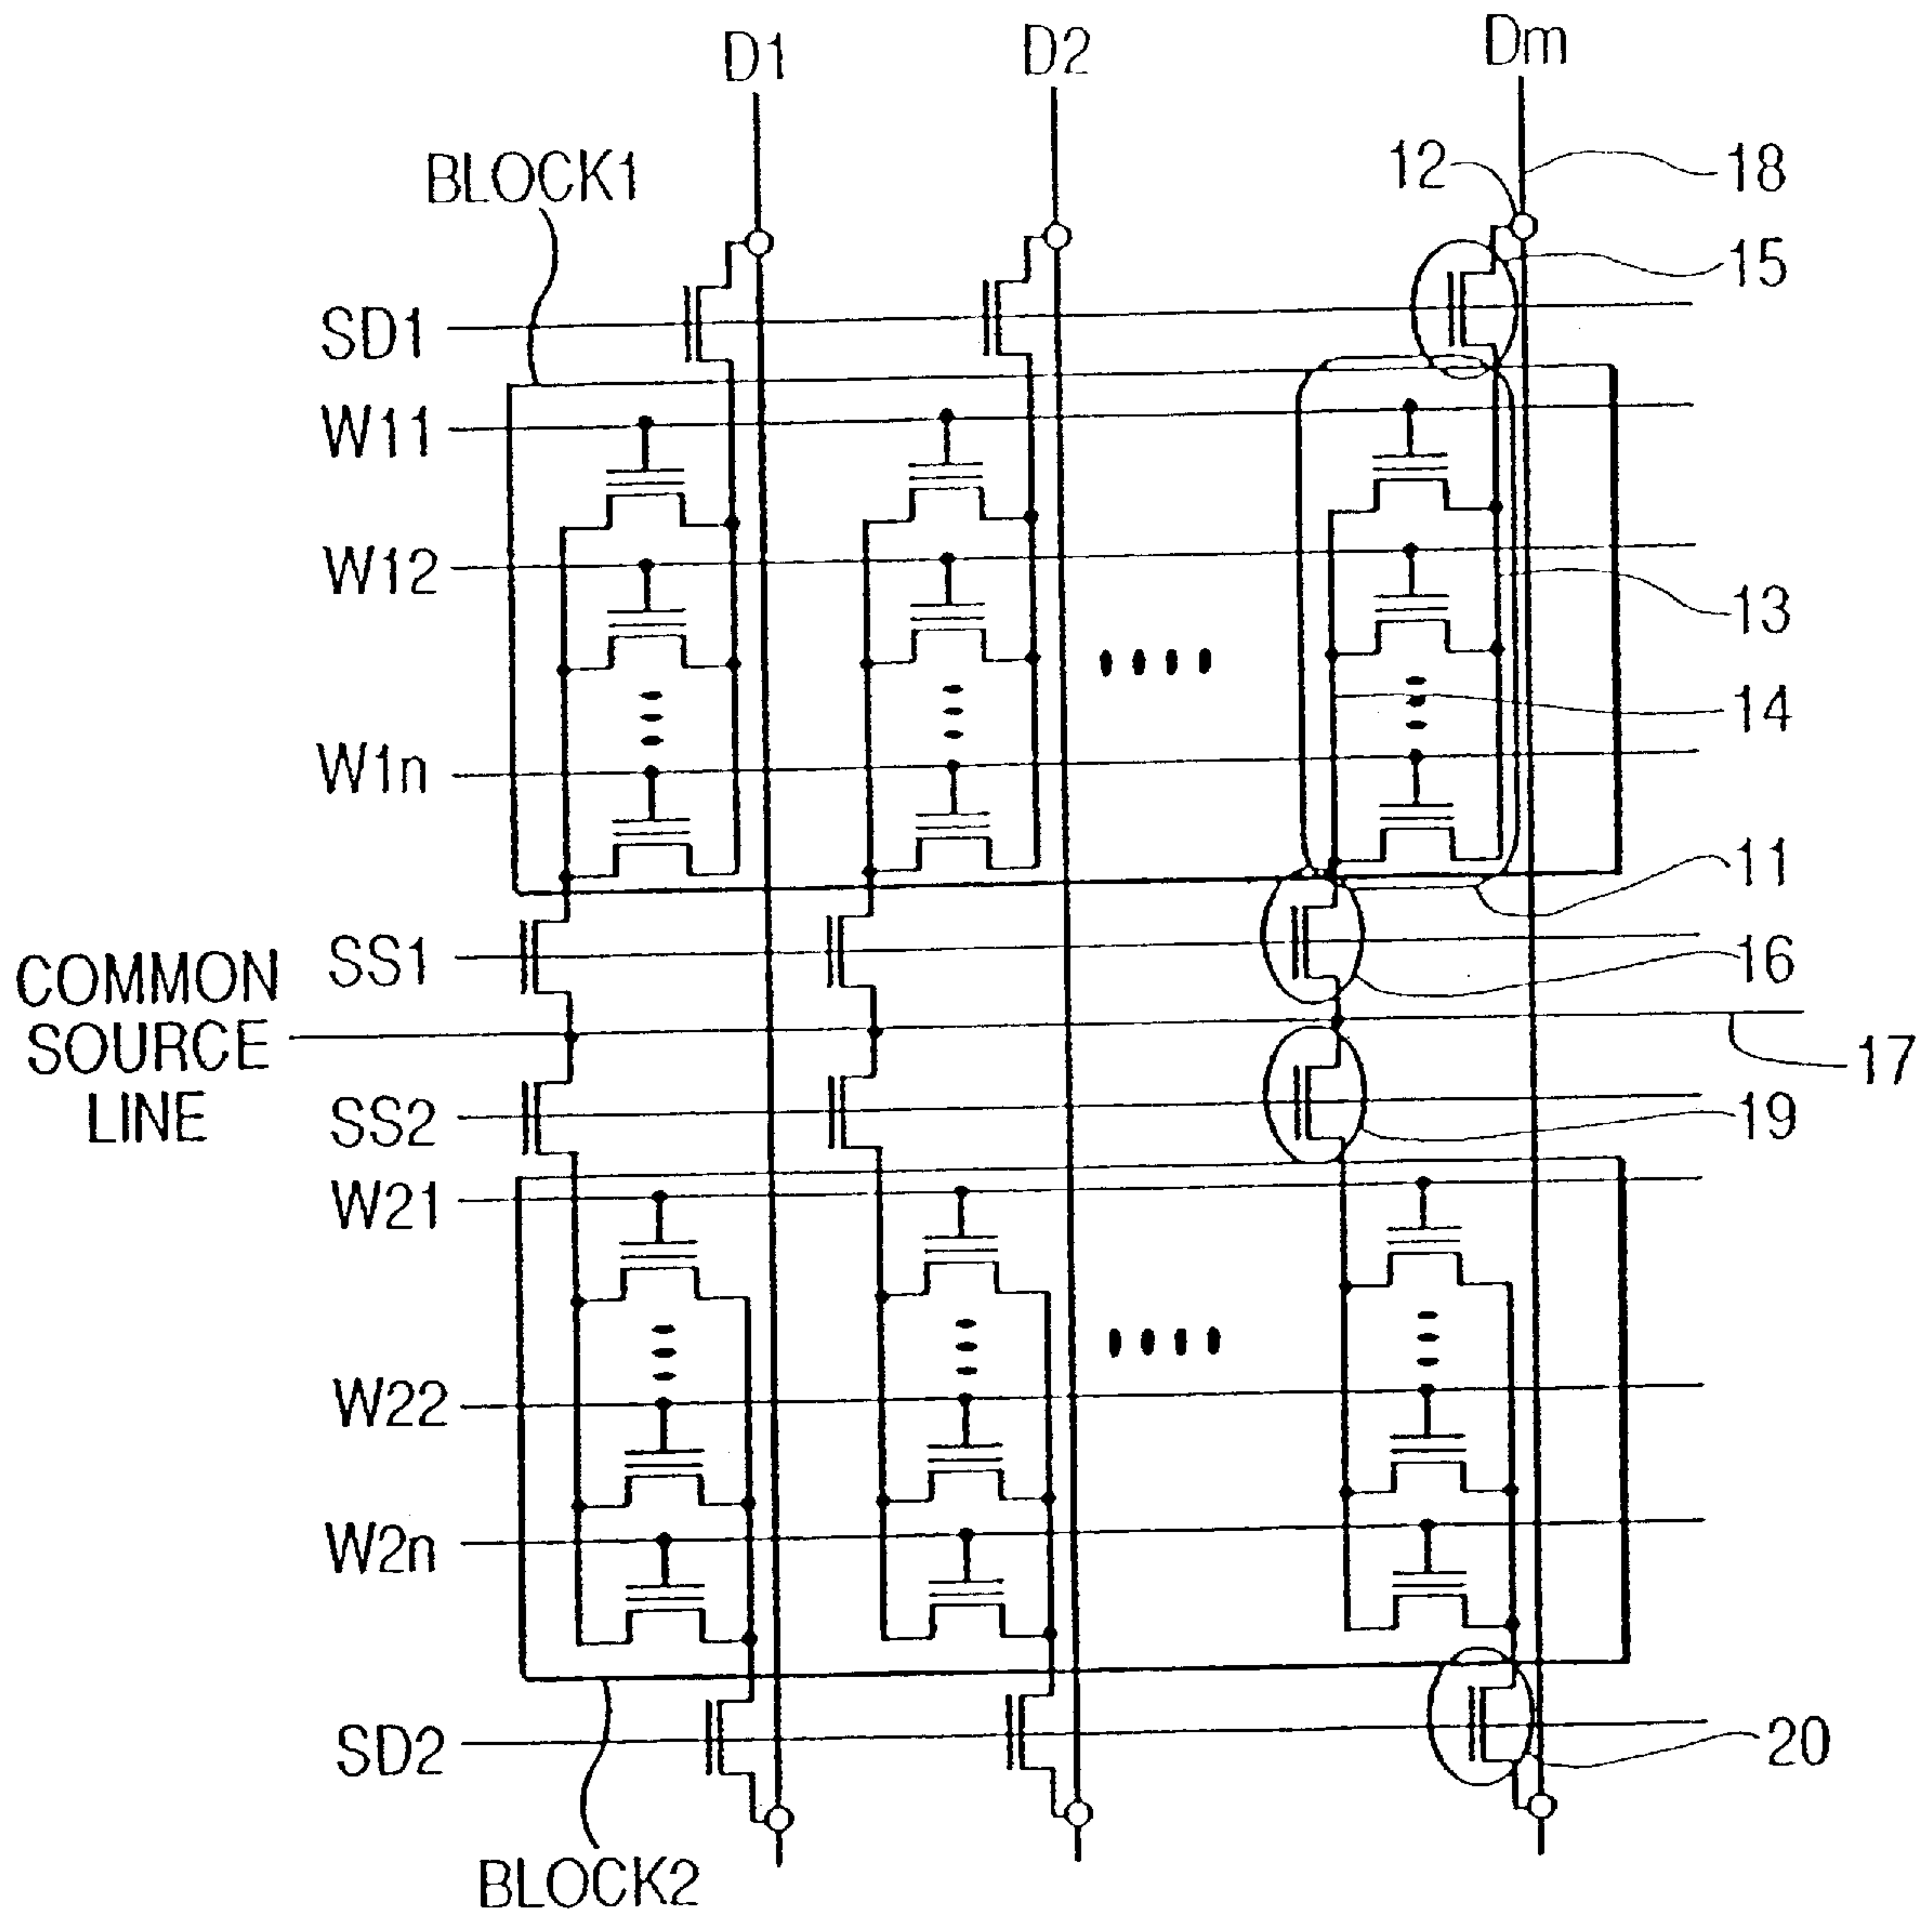 D1
D2
Dm
BLOCK1
12
18
15
SD1
W11
W12
13
14
W1n
11
SS1
16
COMMON
SOURCE
LINE
17
SS2
19
W21
W22
W2n
SD2
20
BLOCK2